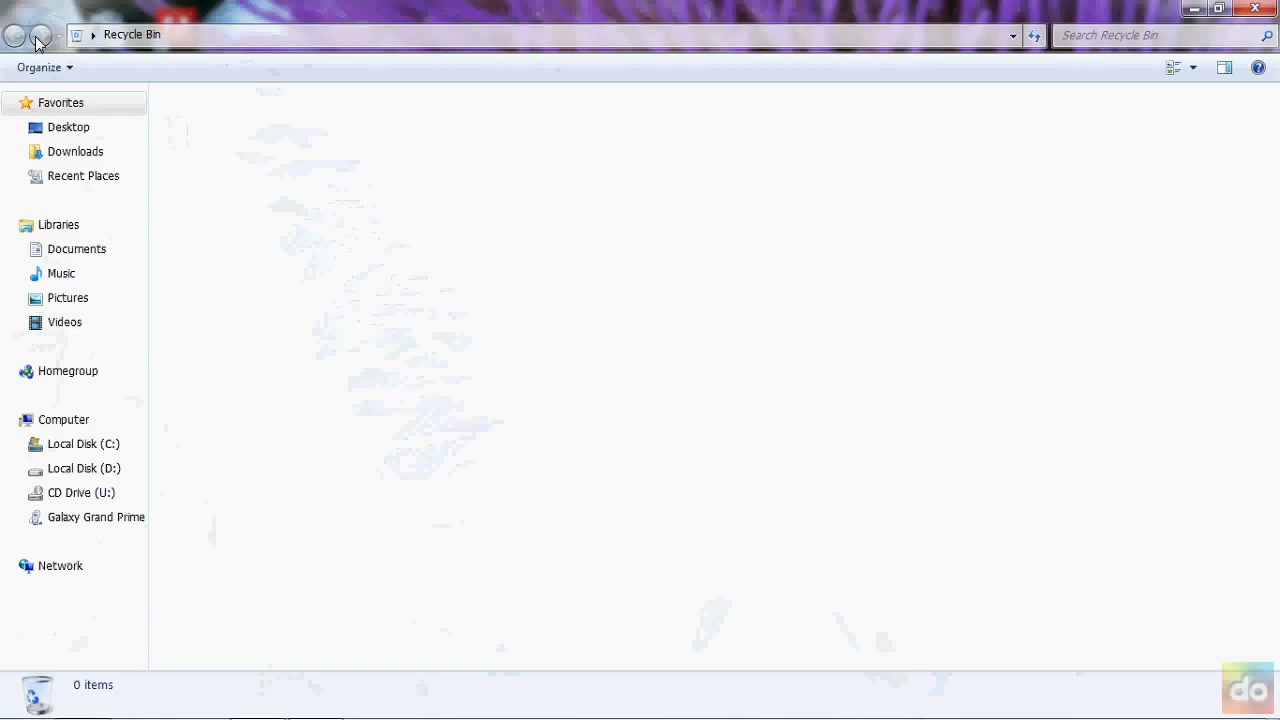 Recycle Bin
Search Recycle Bin
Organize
Favorites
Desktop
Downloads
Recent Places
Libraries
Documents
Music
Pictures
Videos
Homegroup
Computer
Local Disk (C:)
Local Disk (D:)
CD Drive (U:)
Galaxy Grand Prime
Network
0 items
do